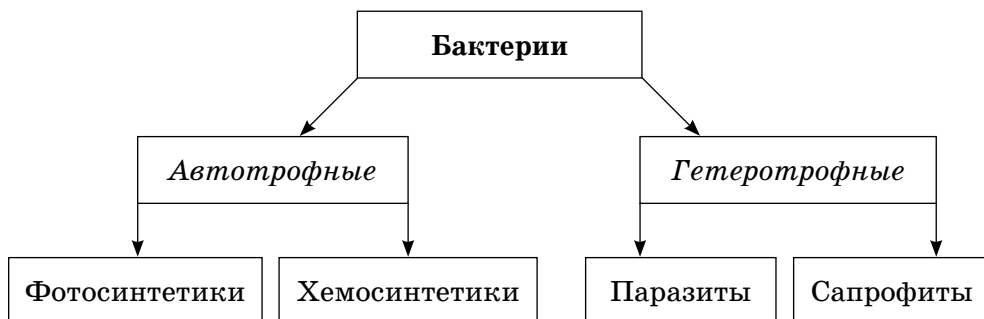 Бактерии
Автотрофные
Гетеротрофные
Фотосинтетики
Хемосинтетики
Паразиты
Сапрофиты